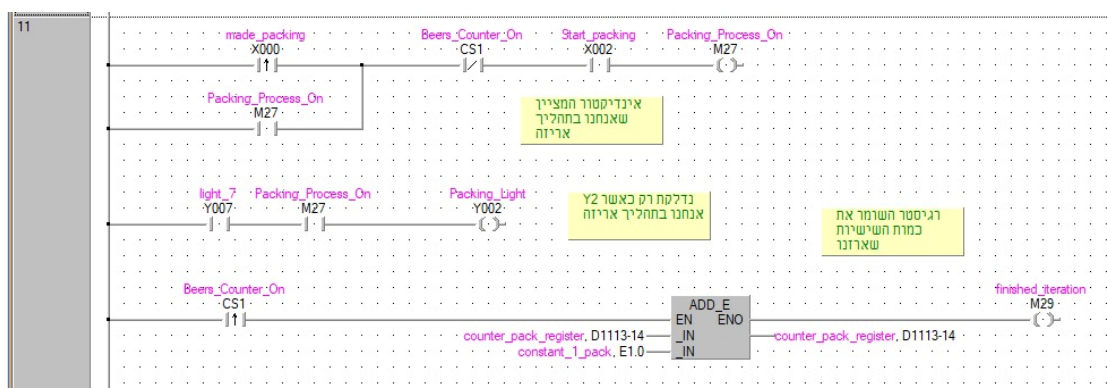 11
made_packing
Beers_Counter_On
Start_packing
Packing_Process_On
X000
CS1
X002
M27
Packing_Process_On
M27
אינדיקטור המציין
שאנחנו בתהליך
אריזה
light_7
Packing_Process_On
Packing_Light
Y007
M27
Y002
נדלקת רק כאשר Y2
אנחנו בתהליך אריזה
רגיסטר השומר את
כמות השישיות
שארזנו
Beers_Counter_On
finished_iteration
CS1
M29
ADD_E
EN ENO
counter_pack_register, D1113-14 _IN counter_pack_register, D1113-14
constant_1_pack, E1.0 _IN